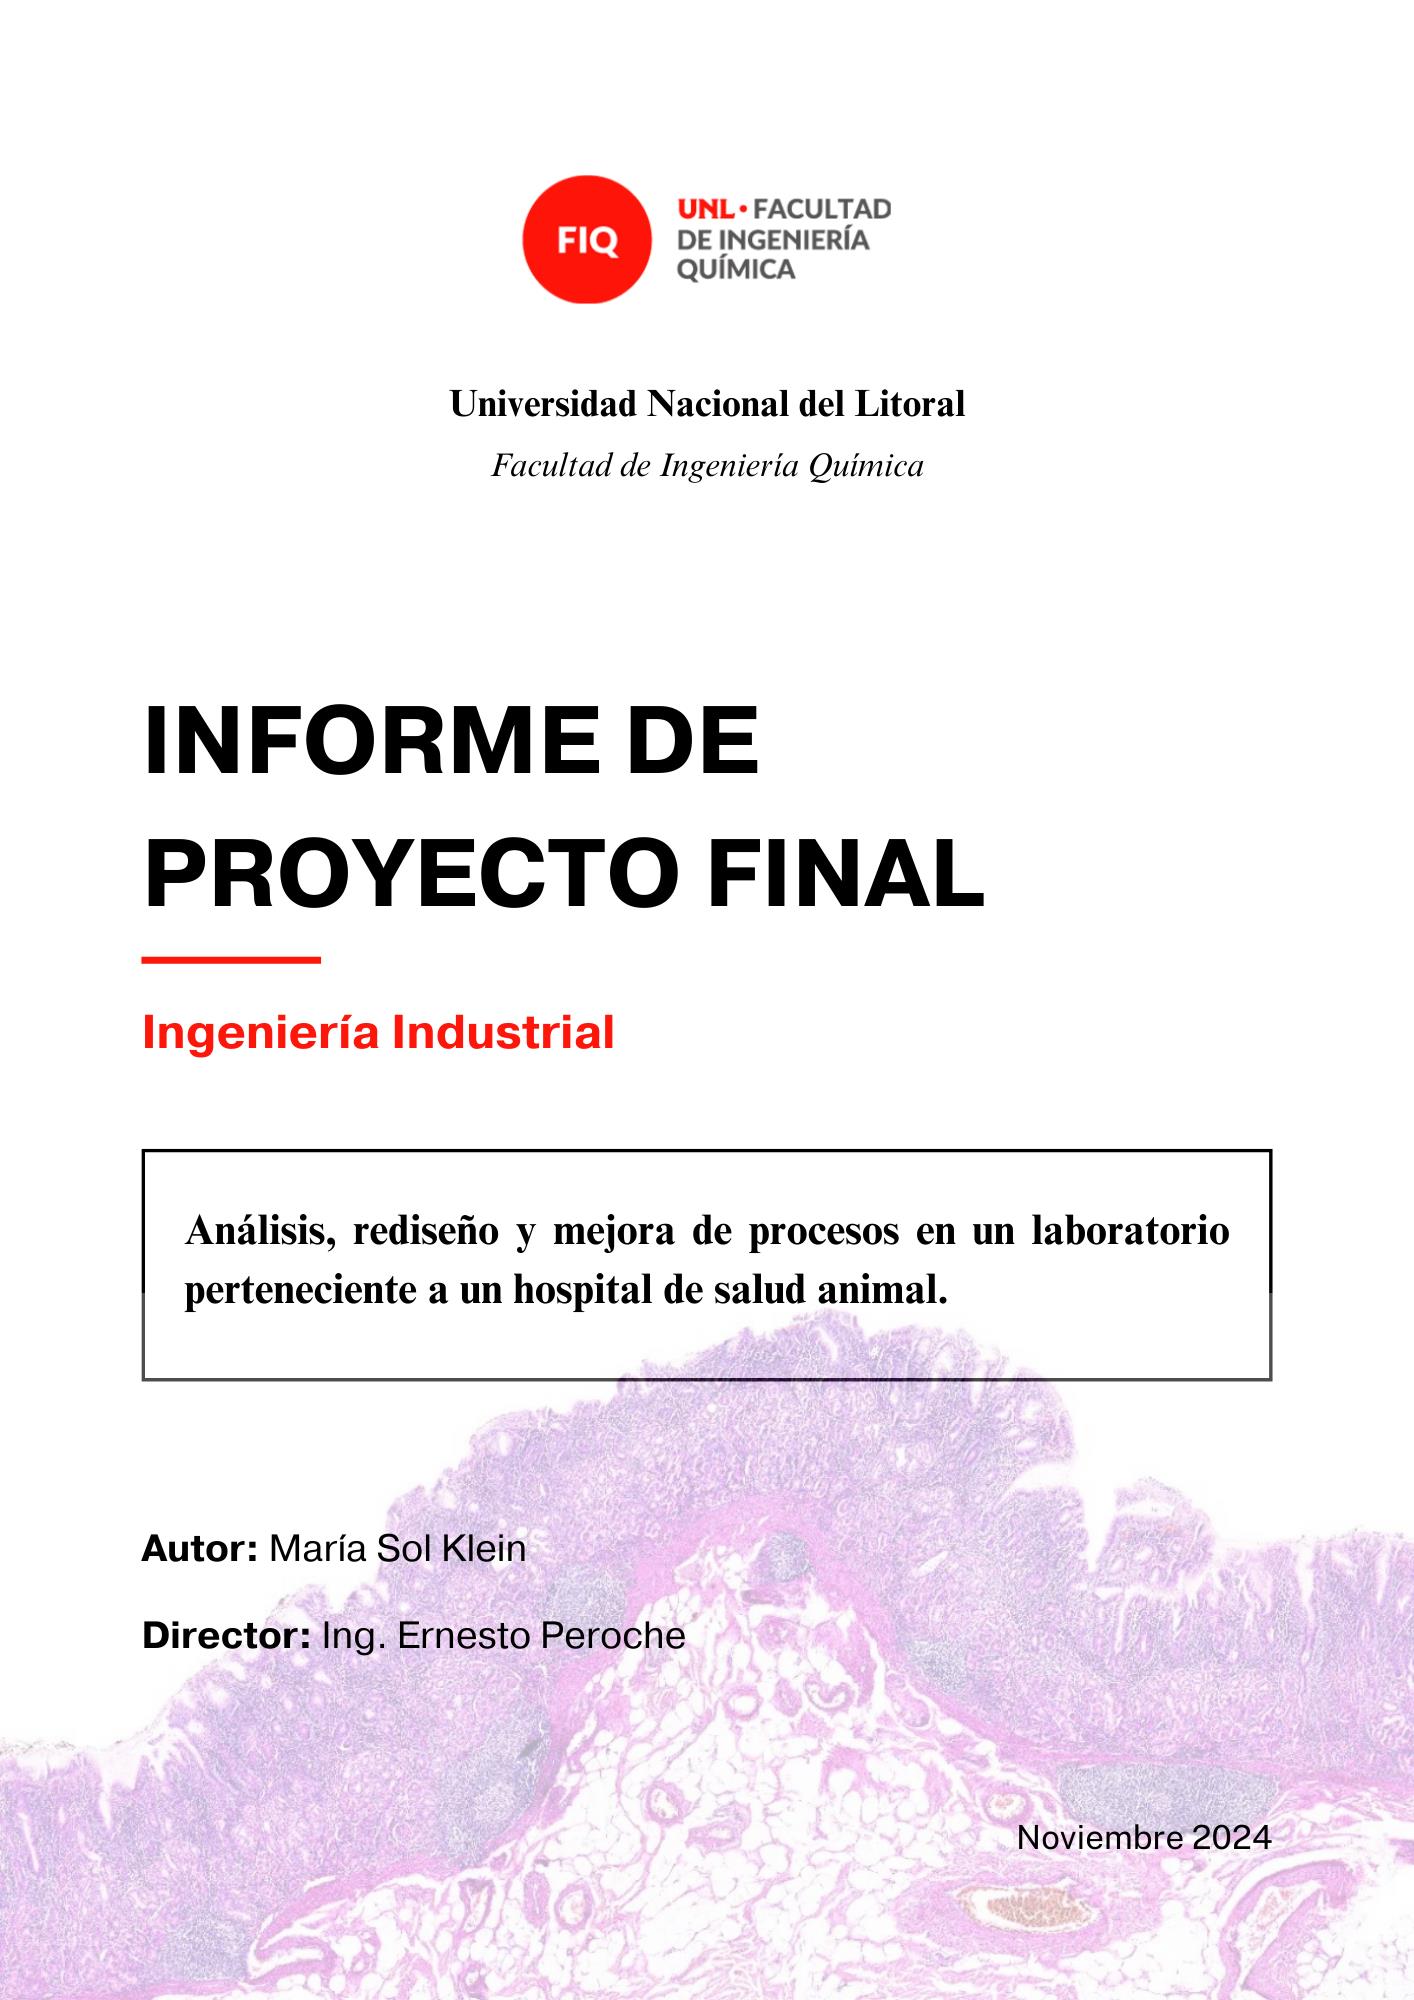 FIQ
UNL • FACULTAD
DE INGENIERÍA
QUÍMICA
Universidad Nacional del Litoral
Facultad de Ingeniería Química
INFORME DE
PROYECTO FINAL
Ingeniería Industrial
Análisis, rediseño y mejora de procesos en un laboratorio
perteneciente a un hospital de salud animal.
Autor: María Sol Klein
Director: Ing. Ernesto Peroche
Noviembre 2024